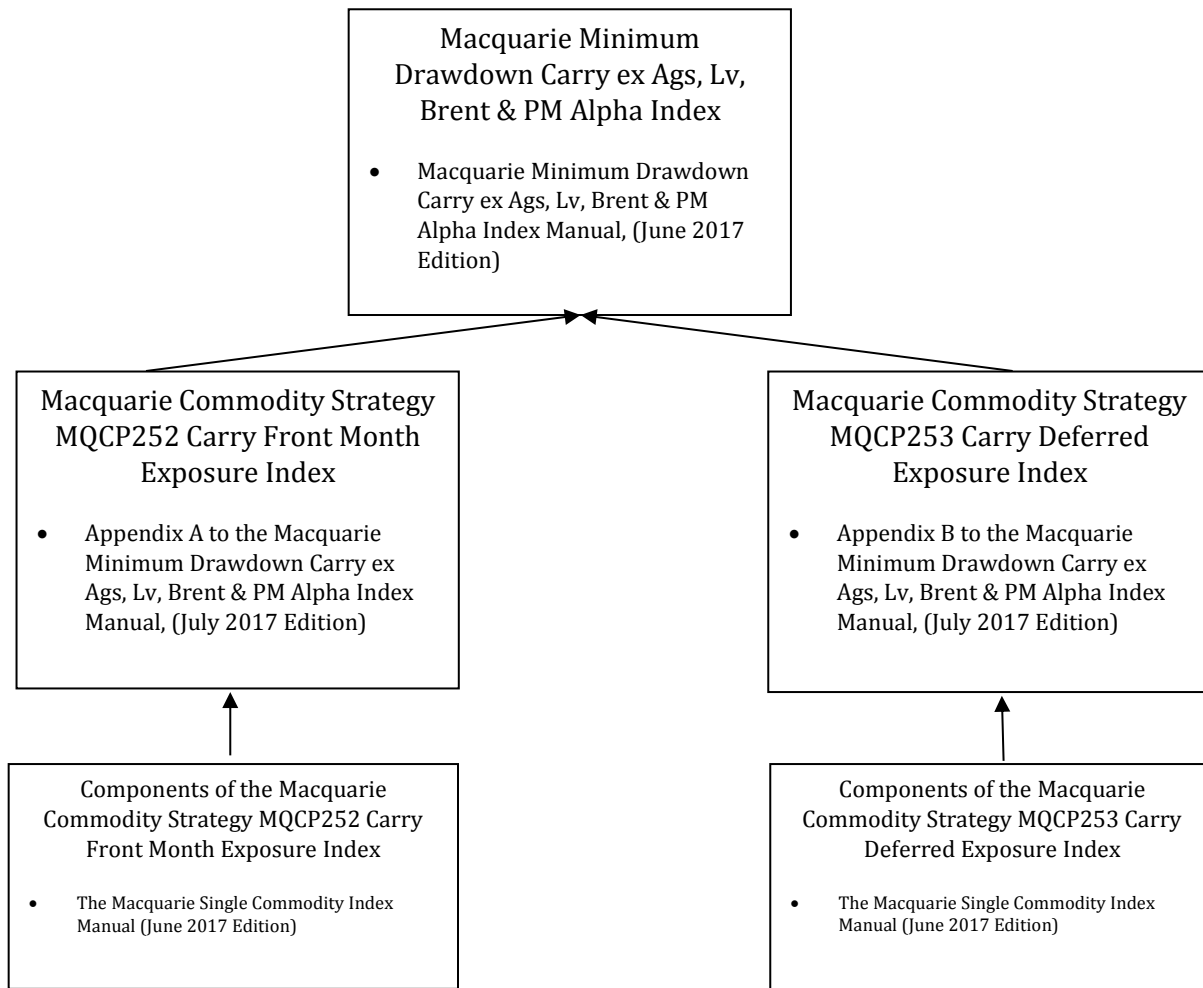 Macquarie Minimum
Drawdown Carry ex Ags, Lv,
Brent & PM Alpha Index
• Macquarie Minimum Drawdown
Carry ex Ags, Lv, Brent & PM
Alpha Index Manual, (June 2017
Edition)
Macquarie Commodity Strategy
MQCP252 Carry Front Month
Exposure Index
• Appendix A to the Macquarie
Minimum Drawdown Carry ex
Ags, Lv, Brent & PM Alpha Index
Manual, (July 2017 Edition)
Macquarie Commodity Strategy
MQCP253 Carry Deferred
Exposure Index
• Appendix B to the Macquarie
Minimum Drawdown Carry ex
Ags, Lv, Brent & PM Alpha Index
Manual, (July 2017 Edition)
Components of the Macquarie
Commodity Strategy MQCP252 Carry
Front Month Exposure Index
• The Macquarie Single Commodity Index
Manual (June 2017 Edition)
Components of the Macquarie
Commodity Strategy MQCP253 Carry
Deferred Exposure Index
• The Macquarie Single Commodity Index
Manual (June 2017 Edition)